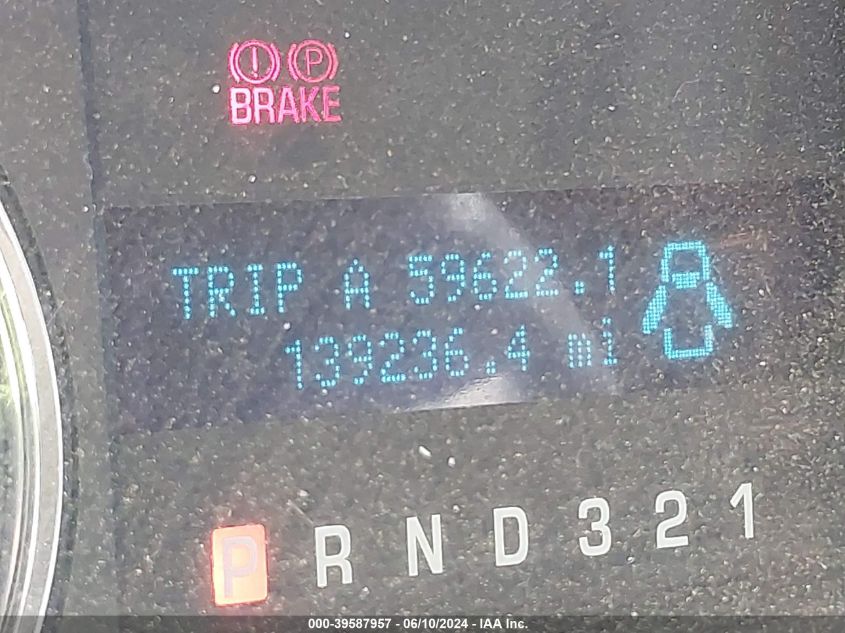 (!) (P)
BRAKE
TRIP A 59622.1
139236.4 mi
P R N D 3 2 1
000-39587957 - 06/10/2024 - IAA Inc.